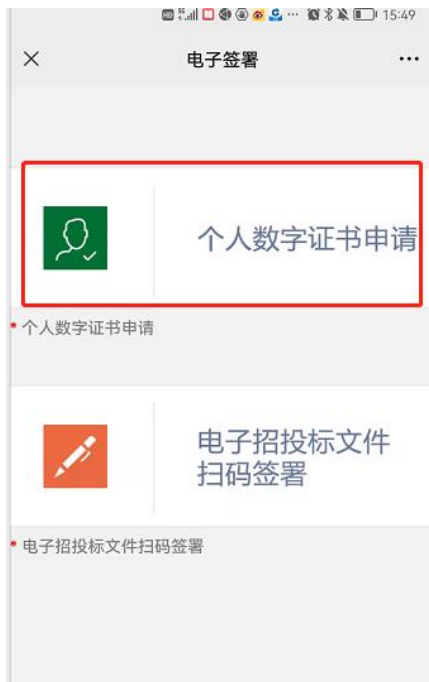 15:49
电子签署
个人数字证书申请
* 个人数字证书申请
电子招投标文件
扫码签署
* 电子招投标文件扫码签署